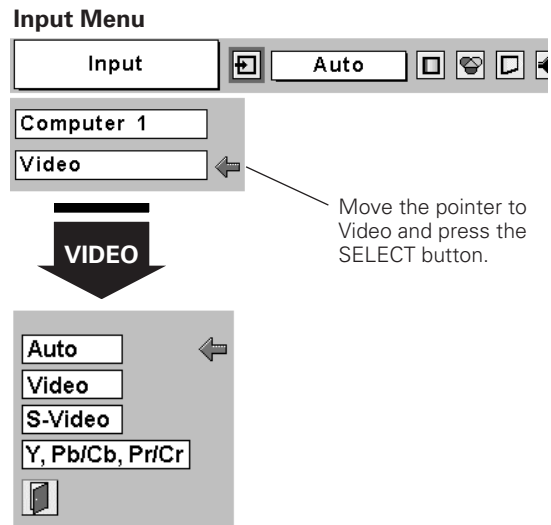 Input Menu
Input
Auto
Computer 1
Video
Move the pointer to
Video and press the
SELECT button.
VIDEO
Auto
Video
S-Video
Y, Pb/Cb, Pr/Cr